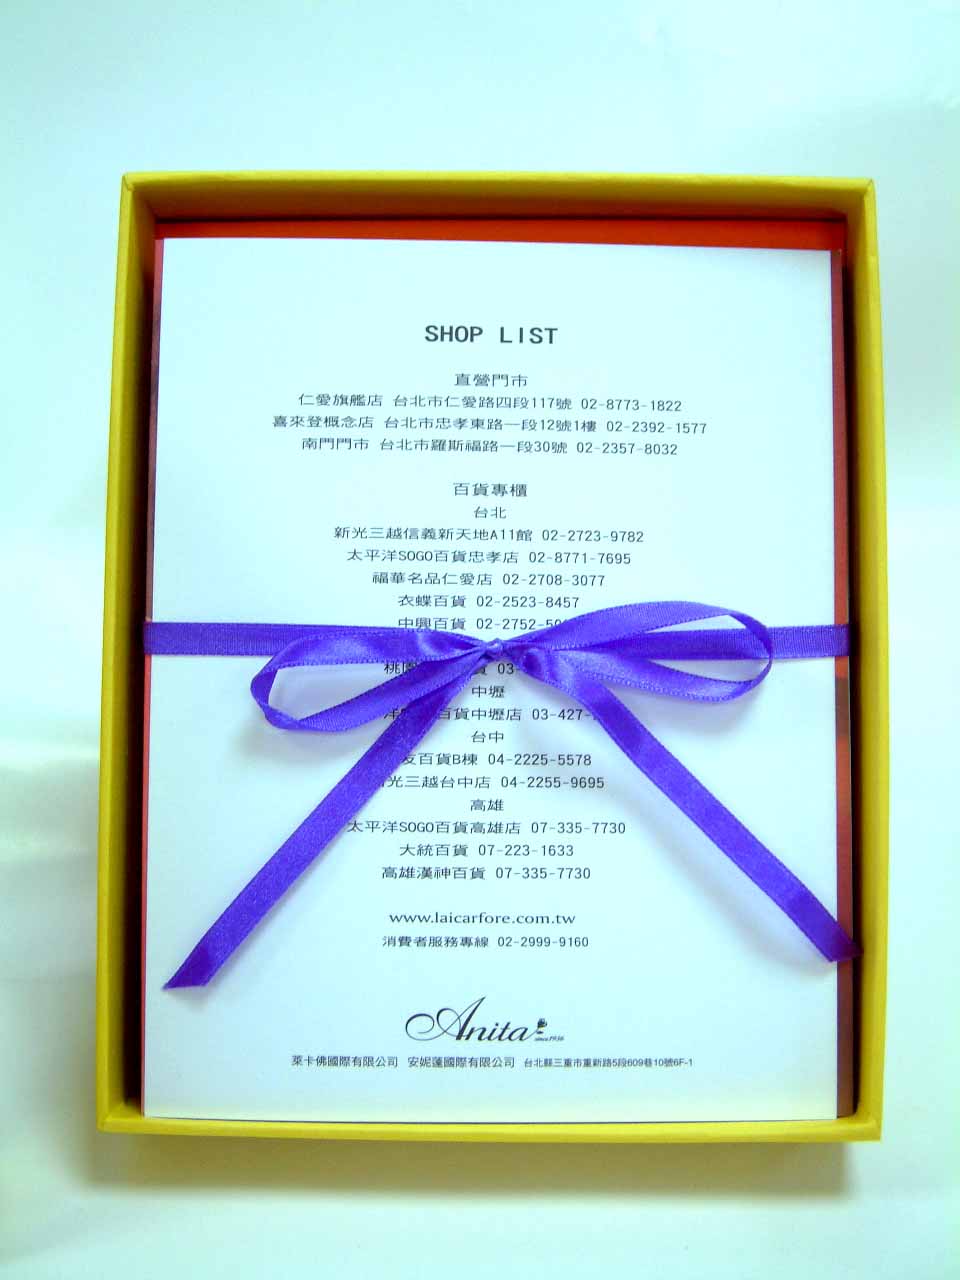 SHOP LIST
直營門市
仁愛旗艦店 台北市仁愛路四段117號 02-8773-1822
喜來登概念店 台北市忠孝東路一段12號1樓 02-2392-1577
南門門市 台北市羅斯福路一段30號 02-2357-8032
百貨專櫃
台北
新光三越信義新天地A11館 02-2723-9782
太平洋SOGO百貨忠孝店 02-8771-7695
福華名品仁愛店 02-2708-3077
衣蝶百貨 02-2523-8457
中興百貨 02-2752-
貨 03-
中壢
百貨中壢店 03-427-
台中
友百貨B棟 04-2225-5578
光三越台中店 04-2255-9695
高雄
太平洋SOGO百貨高雄店 07-335-7730
大統百貨 07-223-1633
高雄漢神百貨 07-335-7730
www.laicarfore.com.tw
消費者服務專線 02-2999-9160
Anita since1936
萊卡佛國際有限公司 安妮蓬國際有限公司 台北縣三重市重新路5段609巷10號6F-1